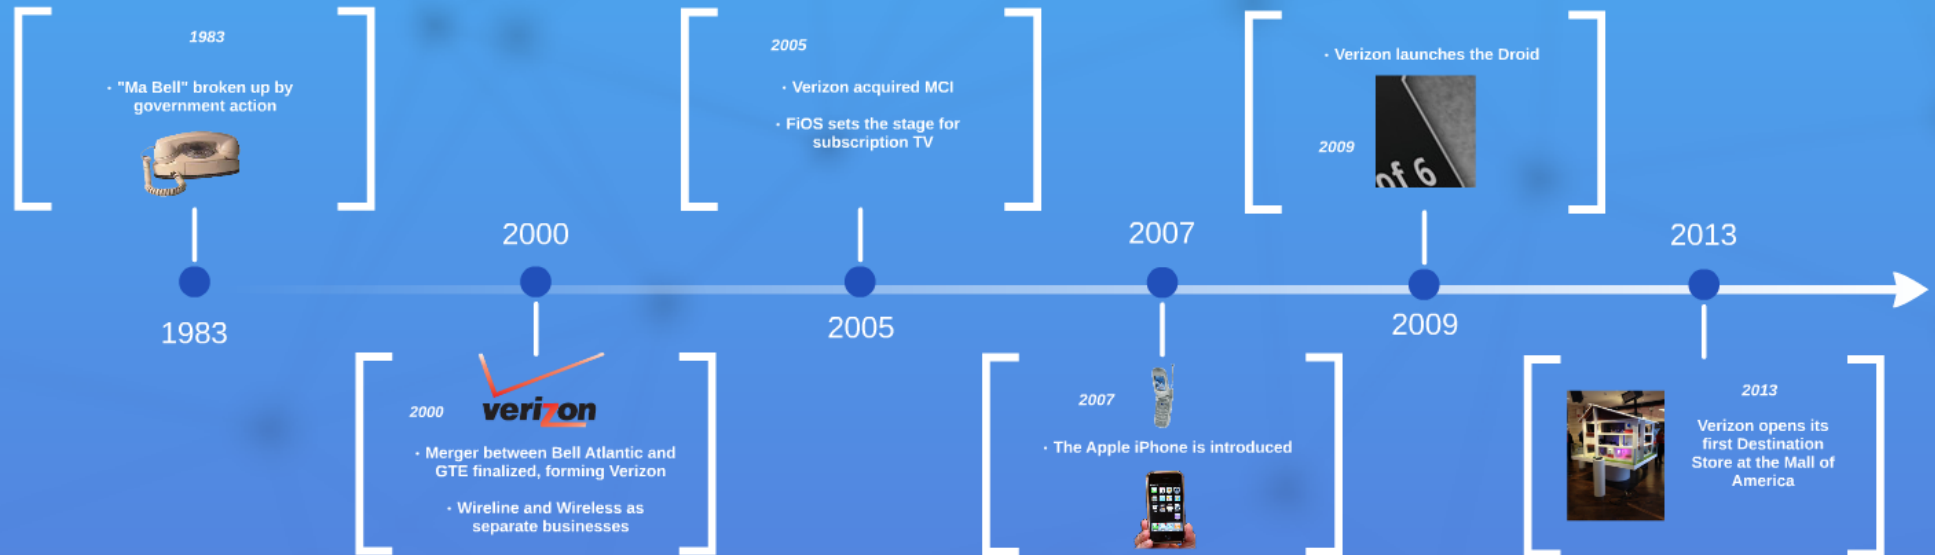 1983
· "Ma Bell" broken up by
government action
1983
2000
2000
verizon
· Merger between Bell Atlantic and
GTE finalized, forming Verizon
· Wireline and Wireless as
separate businesses
2005
· Verizon acquired MCI
· FiOS sets the stage for
subscription TV
2005
2007
2007
· The Apple iPhone is introduced
· Verizon launches the Droid
2009
of 6
2009
2013
2013
Verizon opens its
first Destination
Store at the Mall of
America